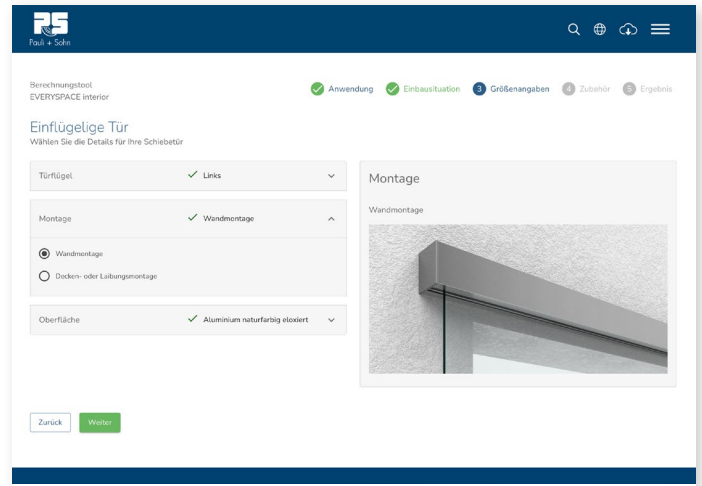 PS
Pauli + Sohn
Berechnungstool
EVERYSPACE interior
Anwendung
Einbausituation
3 Größenangaben
4 Zubehör
5 Ergebnis
Einflügelige Tür
Wählen Sie die Details für Ihre Schiebetür
Türflügel Links
Montage Wandmontage
Wandmontage
Decken- oder Laibungsmontage
Oberfläche Aluminium naturfarbig eloxiert
Montage
Wandmontage
Zurück Weiter